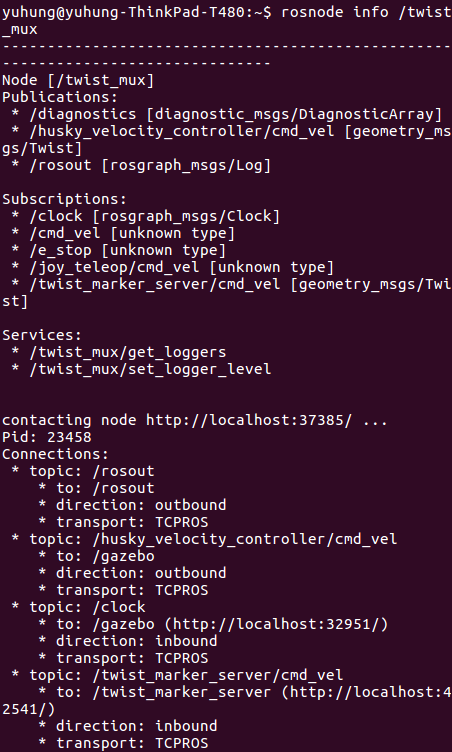 yuhung@yuhung-ThinkPad-T480:~$ rosnode info /twist
_mux
--------------------------------------------------
------------------------------
Node [/twist_mux]
Publications:
 * /diagnostics [diagnostic_msgs/DiagnosticArray]
 * /husky_velocity_controller/cmd_vel [geometry_ms
gs/Twist]
 * /rosout [rosgraph_msgs/Log]

Subscriptions:
 * /clock [rosgraph_msgs/Clock]
 * /cmd_vel [unknown type]
 * /e_stop [unknown type]
 * /joy_teleop/cmd_vel [unknown type]
 * /twist_marker_server/cmd_vel [geometry_msgs/Twi
st]

Services:
 * /twist_mux/get_loggers
 * /twist_mux/set_logger_level


contacting node http://localhost:37385/ ...
Pid: 23458
Connections:
 * topic: /rosout
    * to: /rosout
    * direction: outbound
    * transport: TCPROS
 * topic: /husky_velocity_controller/cmd_vel
    * to: /gazebo
    * direction: outbound
    * transport: TCPROS
 * topic: /clock
    * to: /gazebo (http://localhost:32951/)
    * direction: inbound
    * transport: TCPROS
 * topic: /twist_marker_server/cmd_vel
    * to: /twist_marker_server (http://localhost:4
2541/)
    * direction: inbound
    * transport: TCPROS